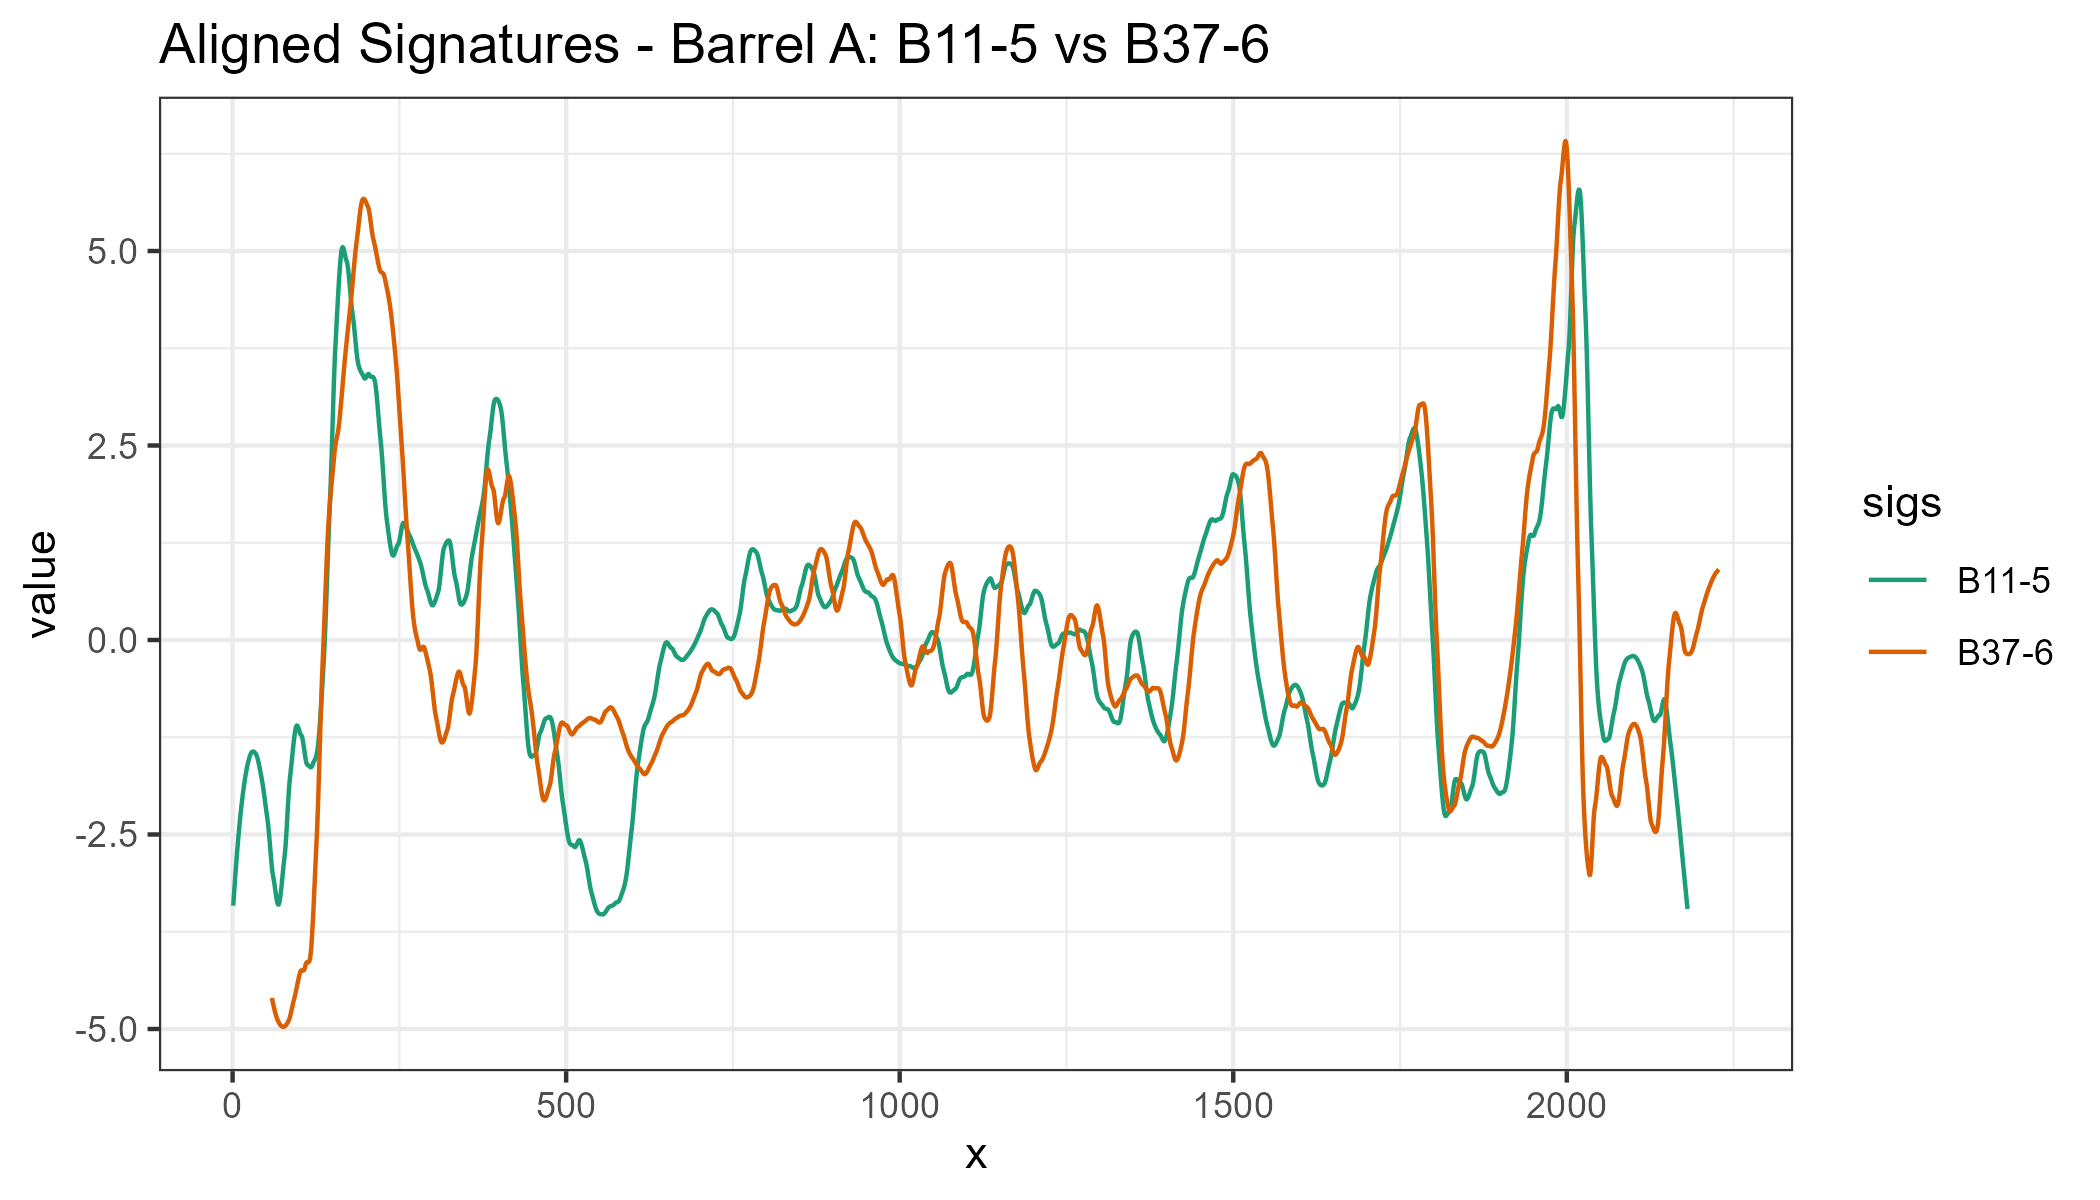 Aligned Signatures - Barrel A: B11-5 vs B37-6
value
5.0
2.5
0.0
-2.5
-5.0
0 500 1000 1500 2000
x
sigs
B11-5
B37-6